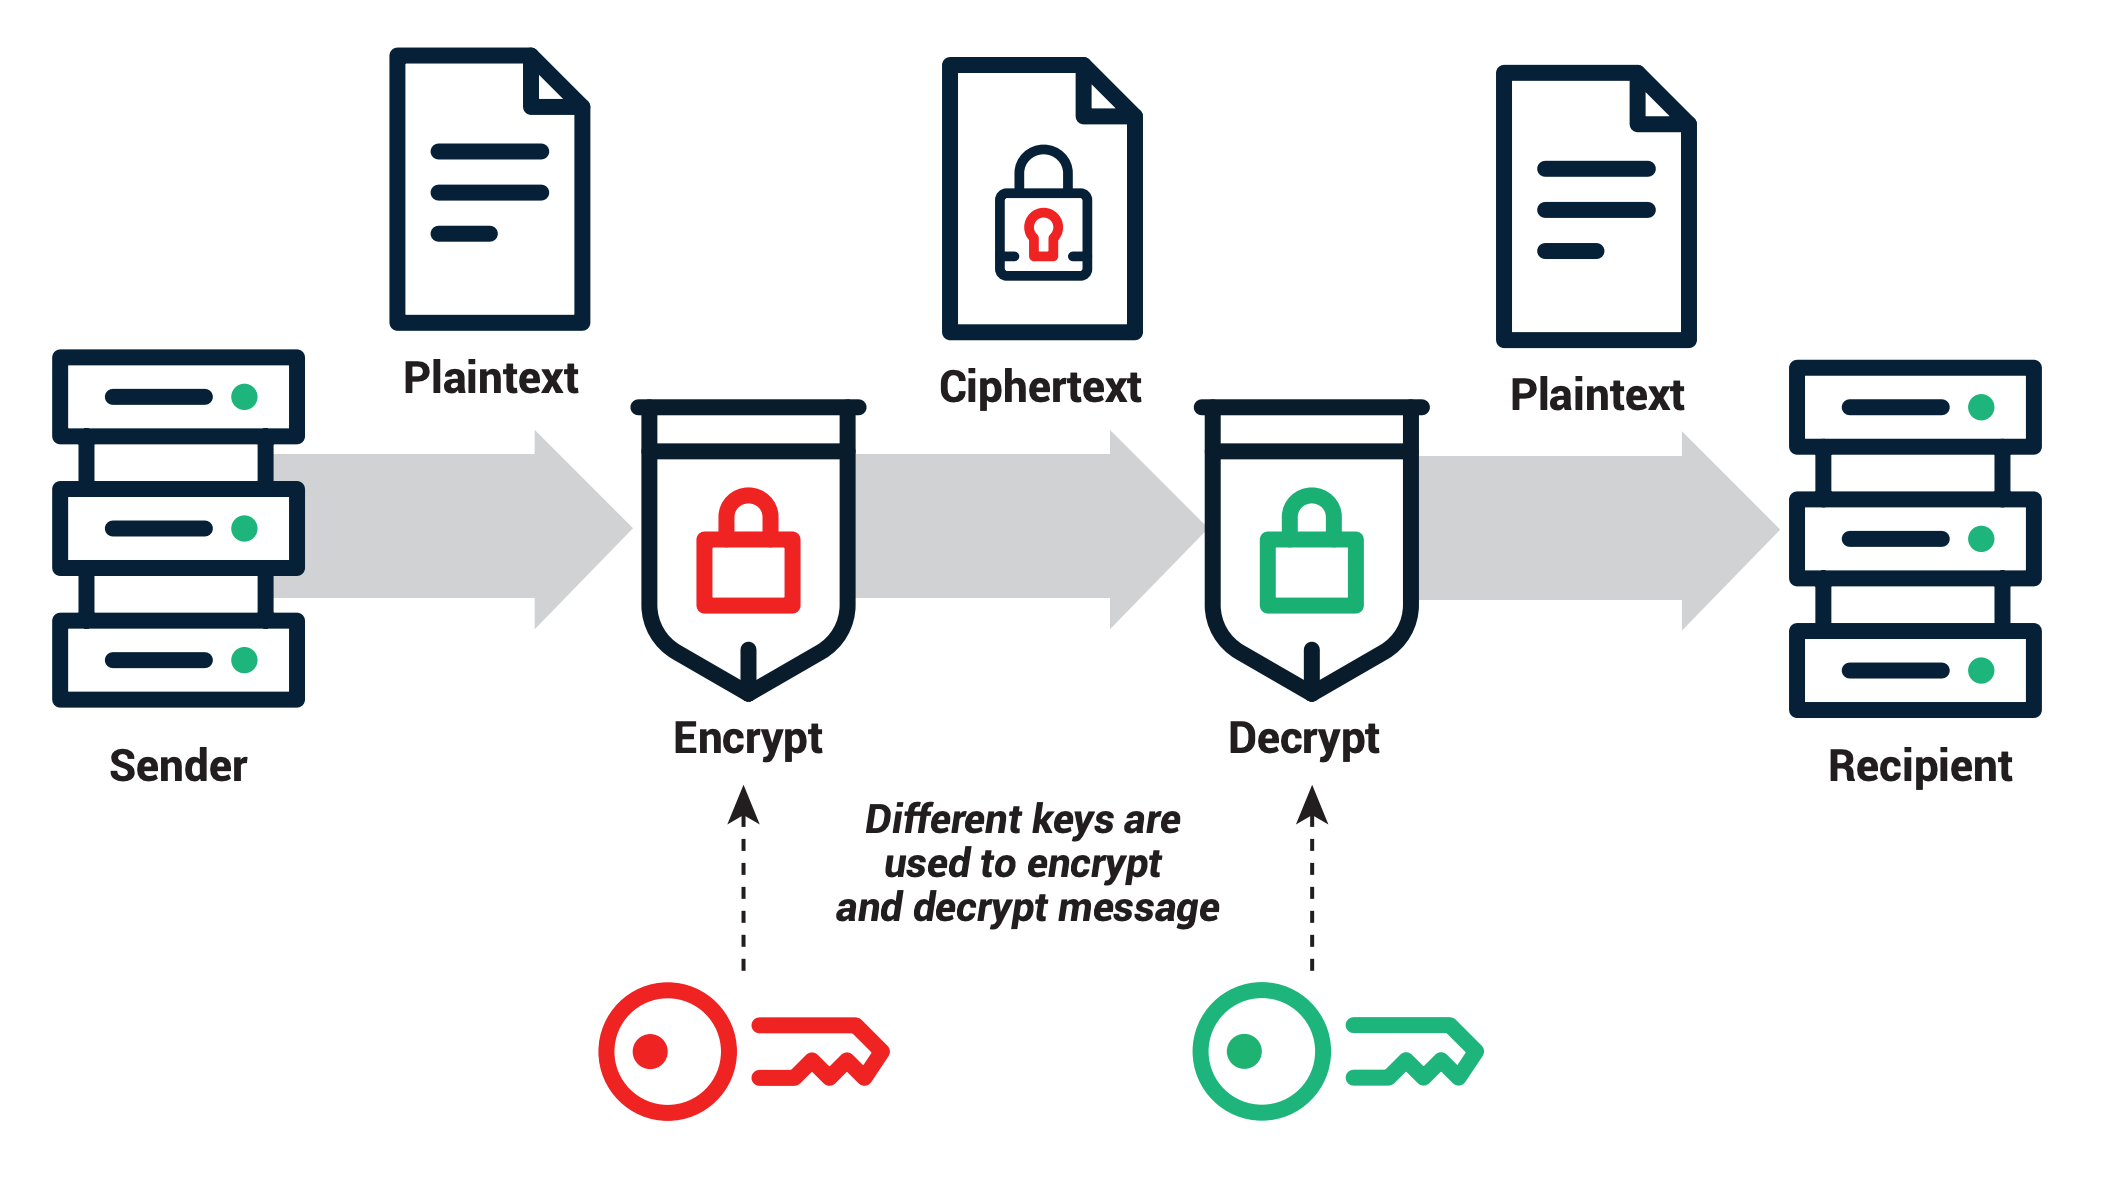 Plaintext
Ciphertext
Plaintext
Encrypt
Decrypt
Sender
Recipient
Different keys are
used to encrypt
and decrypt message